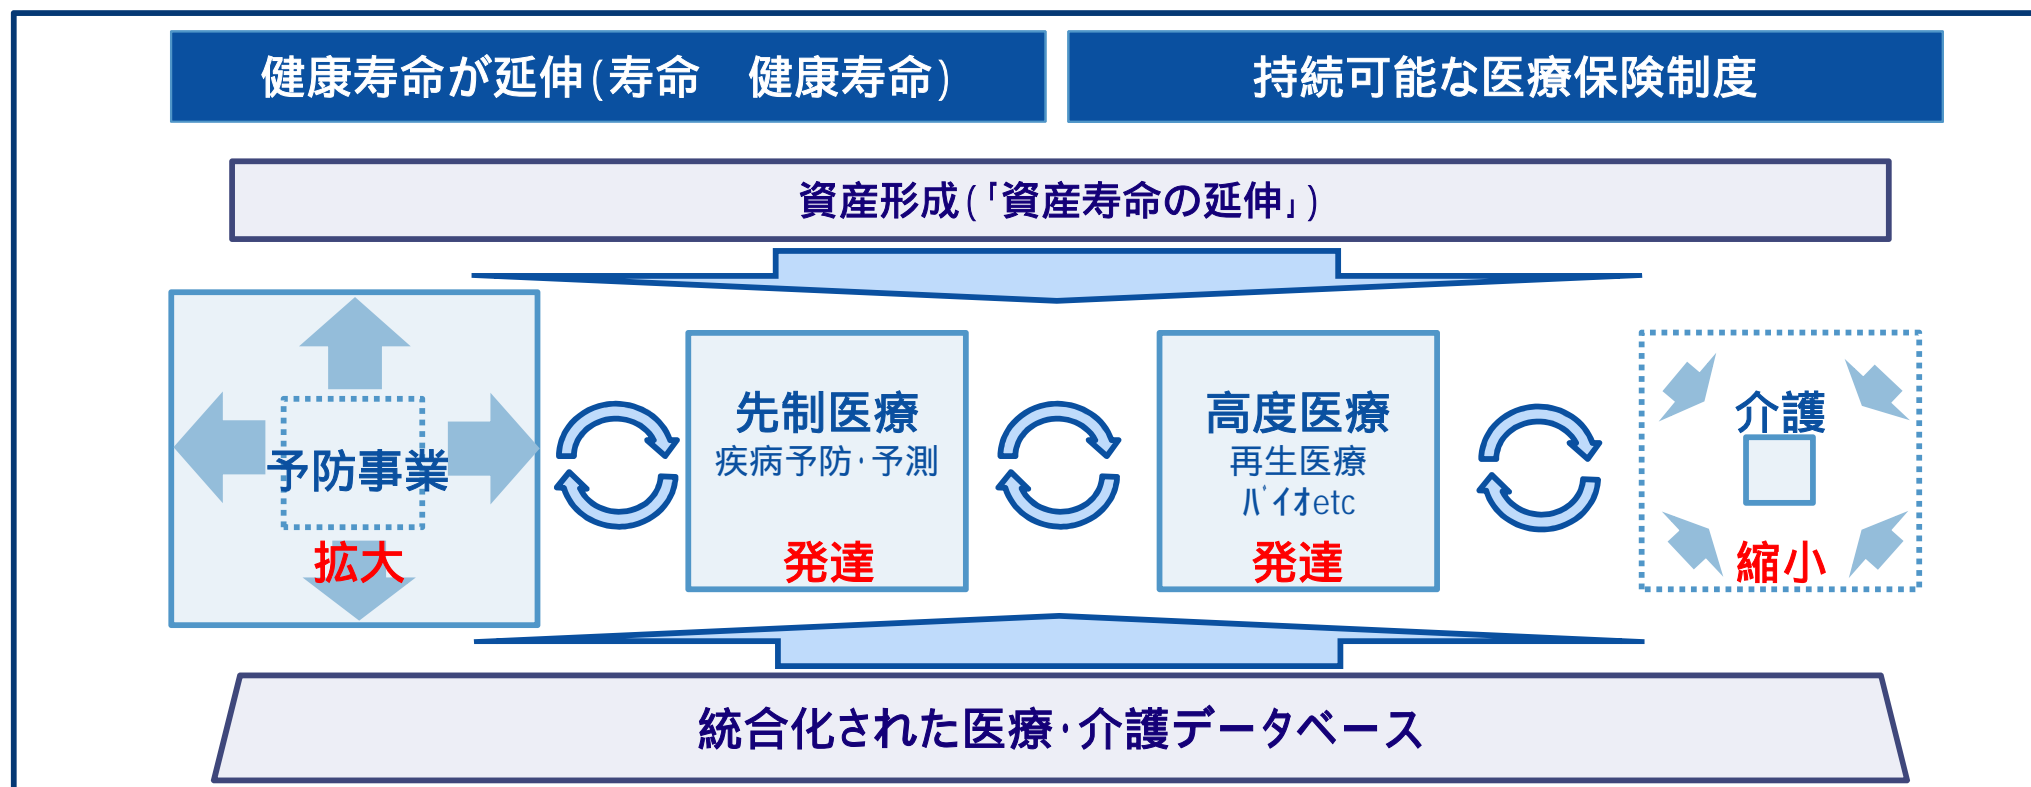 健康寿命が延伸(寿命　健康寿命)
持続可能な医療保険制度
資産形成(「資産寿命の延伸」)
予防事業
拡大
先制医療
疾病予防・予測
発達
高度医療
再生医療
ﾊﾞｲｵetc
発達
介護
縮小
統合化された医療・介護データベース